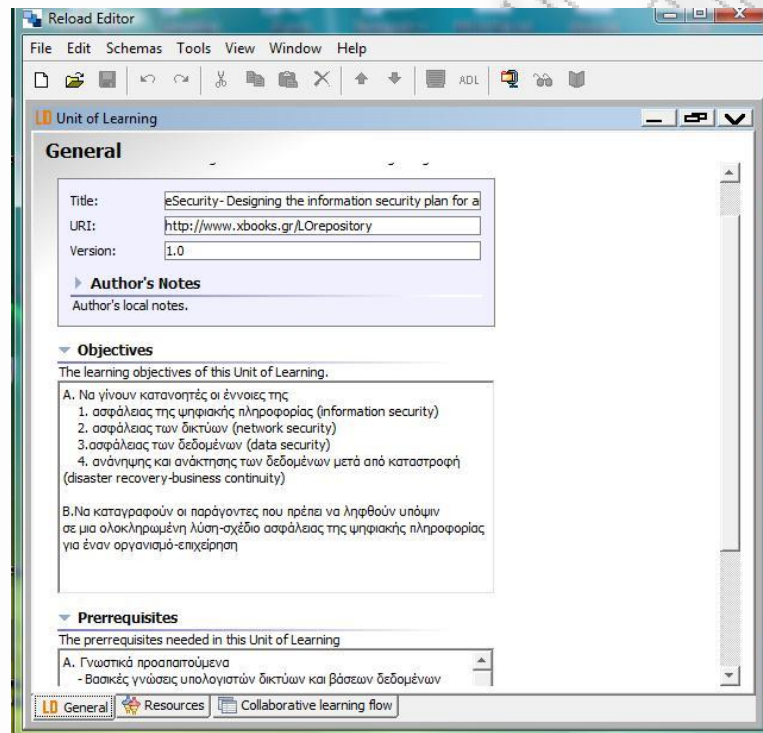 Reload Editor
File Edit Schemas Tools View Window Help
ADL
LD Unit of Learning
General
Title: eSecurity- Designing the information security plan for a
URI: http://www.xbooks.gr/LOrepository
Version: 1.0
Author's Notes
Author's local notes.
Objectives
The learning objectives of this Unit of Learning.
Α. Να γίνουν κατανοητές οι έννοιες της
1. ασφάλειας της ψηφιακής πληροφορίας (information security)
2. ασφάλειας των δικτύων (network security)
3.ασφάλειας των δεδομένων (data security)
4. ανάνηψης και ανάκτησης των δεδομένων μετά από καταστροφή
(disaster recovery-business continuity)
Β.Να καταγραφούν οι παράγοντες που πρέπει να ληφθούν υπόψιν
σε μια ολοκληρωμένη λύση-σχέδιο ασφάλειας της ψηφιακής πληροφορίας
για έναν οργανισμό-επιχείρηση
Prerrequisites
The prerrequisites needed in this Unit of Learning
Α. Γνωστικά προαπαιτούμενα
- Βασικές γνώσεις υπολογιστών δικτύων και βάσεων δεδομένων
LD General Resources Collaborative learning flow